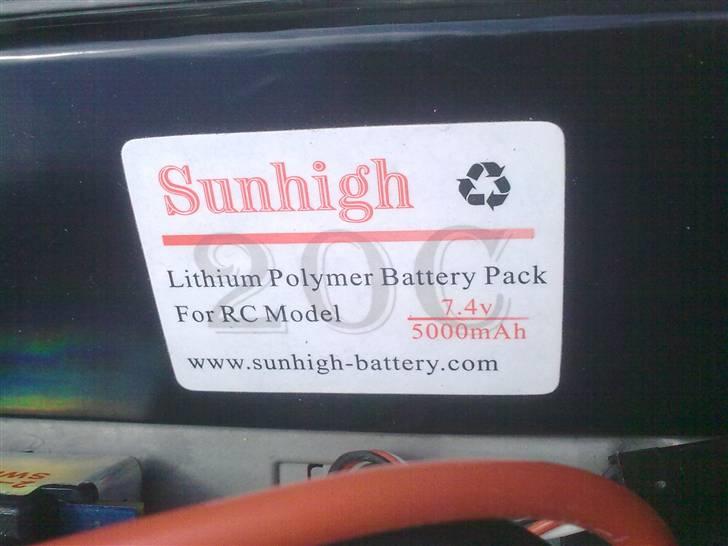 Sunhigh
20C
Lithium Polymer Battery Pack
For RC Model
7.4v
5000mAh
www.sunhigh-battery.com